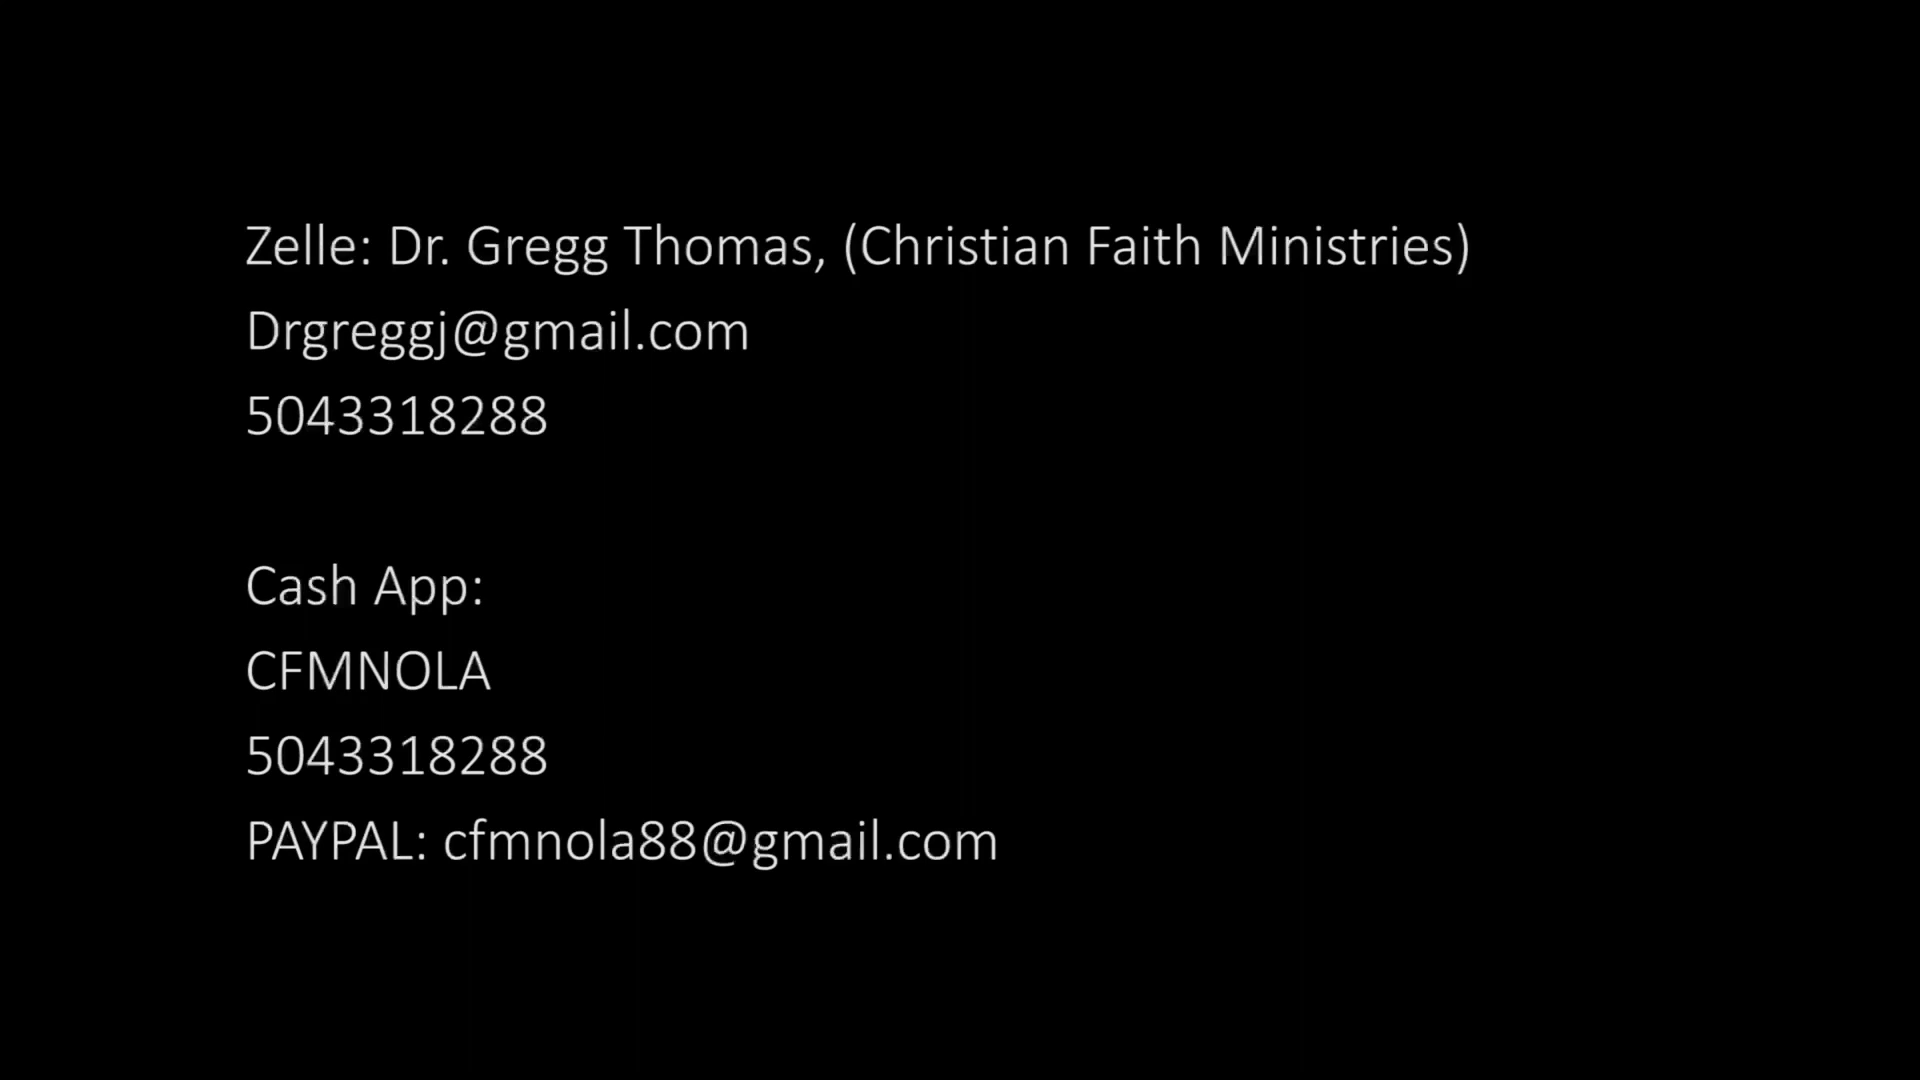 Zelle: Dr. Gregg Thomas, (Christian Faith Ministries)
Drgreggj@gmail.com
5043318288
Cash App:
CFMNOLA
5043318288
PAYPAL: cfmnola88@gmail.com